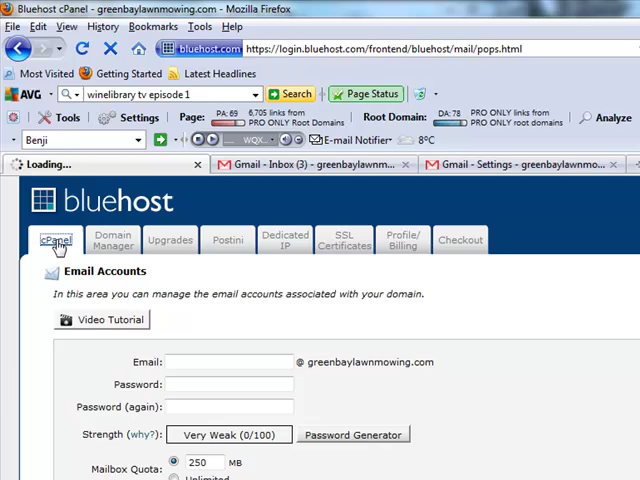 Bluehost cPanel - greenbaylawnmowing.com - Mozilla Firefox
File Edit View History Bookmarks Tools Help
bluehost.com https://login.bluehost.com/frontend/bluehost/mail/pops.html
Most Visited Getting Started Latest Headlines
AVG winelibrary tv episode 1 Search Page Status
Tools Settings Page: PA: 69 6,705 links from PRO ONLY Root Domains Root Domain: DA: 78 PRO ONLY links from PRO ONLY root domains Analyze
Benji WQX... E-mail Notifier 8°C
Loading... Gmail - Inbox (3) - greenbaylawnm... Gmail - Settings - greenbaylawnmo...
bluehost
cPanel Domain Manager Upgrades Postini Dedicated IP SSL Certificates Profile/ Billing Checkout
Email Accounts
In this area you can manage the email accounts associated with your domain.
Video Tutorial
Email: @ greenbaylawnmowing.com
Password:
Password (again):
Strength (why?): Very Weak (0/100) Password Generator
Mailbox Quota: 250 MB
Unlimited